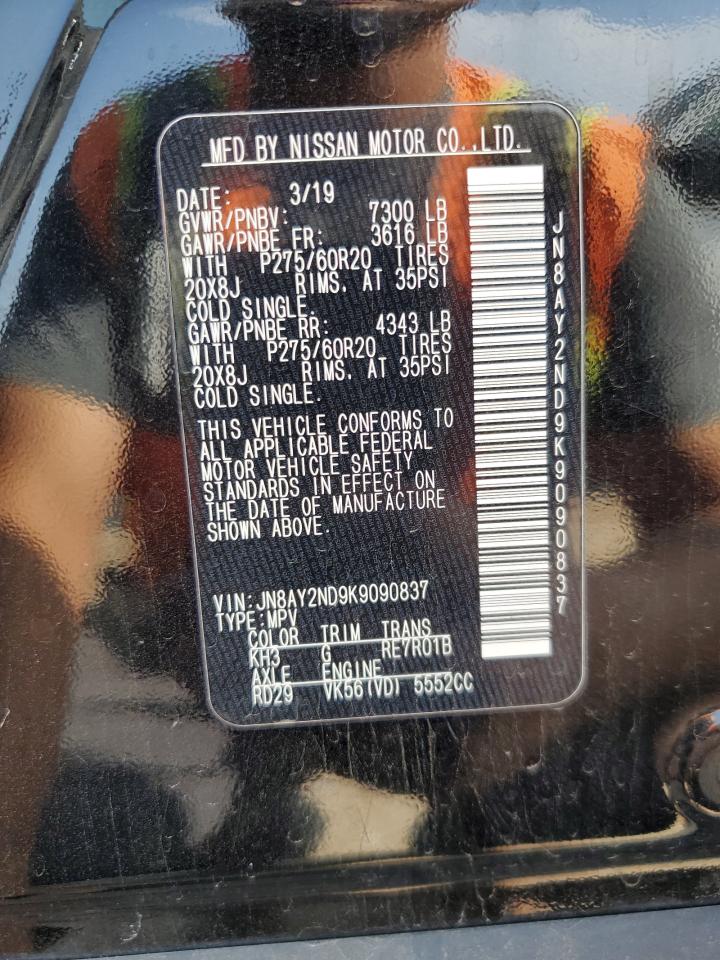 MFD BY NISSAN MOTOR CO.,LTD.
DATE: 3/19
GVWR/PNBV: 7300 LB
GAWR/PNBE FR: 3616 LB
WITH P275/60R20 TIRES
20X8J RIMS, AT 35PSI
COLD SINGLE.
GAWR/PNBE RR: 4343 LB
WITH P275/60R20 TIRES
20X8J RIMS, AT 35PSI
COLD SINGLE.
THIS VEHICLE CONFORMS TO
ALL APPLICABLE FEDERAL
MOTOR VEHICLE SAFETY
STANDARDS IN EFFECT ON
THE DATE OF MANUFACTURE
SHOWN ABOVE.
VIN:JN8AY2ND9K9090837
TYPE:MPV
COLOR TRIM TRANS
KH3 G RE7R01B
AXLE ENGINE
RD29 VK56(VD) 5552CC
JN8AY2ND9K9090837